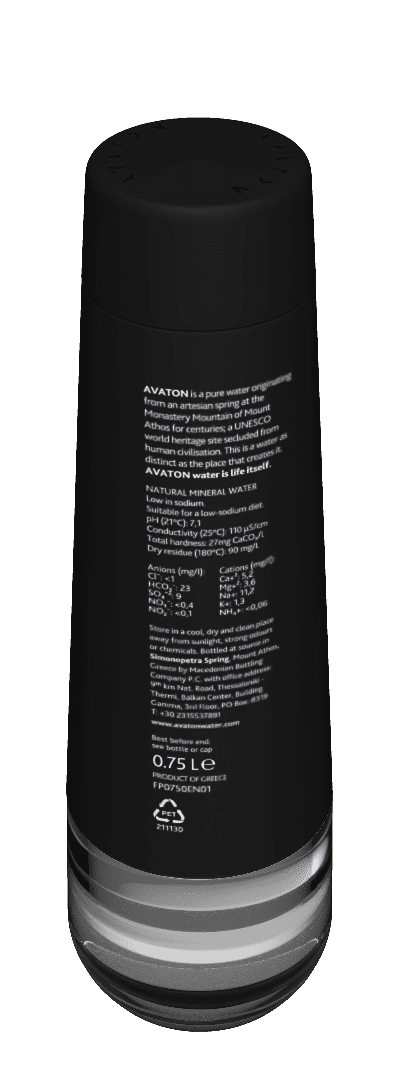 AVATON
AVATON is a pure water originating
from an artesian spring at the
Monastery Mountain of Mount
Athos for centuries; a UNESCO
world heritage site secluded from
human civilisation. This is a water as
distinct as the place that creates it.
AVATON water is life itself.
NATURAL MINERAL WATER
Low in sodium.
Suitable for a low-sodium diet.
pH (21°C): 7,1
Conductivity (25°C): 110 μS/cm
Total hardness: 27mg CaCO₃/L
Dry residue (180°C): 90 mg/L
Anions (mg/l): Cations (mg/l):
Cl⁻: <1 Ca+²: 5,2
HCO₃⁻: 23 Mg+²: 3,6
SO₄⁻²: 9 Na+: 11,7
NO₃⁻: <0,4 K+: 1,3
NO₂⁻: <0,1 NH₄+: <0,06
Store in a cool, dry and clean place
away from sunlight, strong odours
or chemicals. Bottled at source in
Simonopetra Spring, Mount Athos,
Greece by Macedonian Bottling
Company P.C. with office address:
9ᵗʰ km Nat. Road, Thessaloniki -
Thermi, Balkan Center, Building
Gamma, 3rd Floor, PO Box: 8319
T: +30 2315537891
www.avatonwater.com
Best before end:
see bottle or cap
0.75 L℮
PRODUCT OF GREECE
FP0750EN01
PET
211130